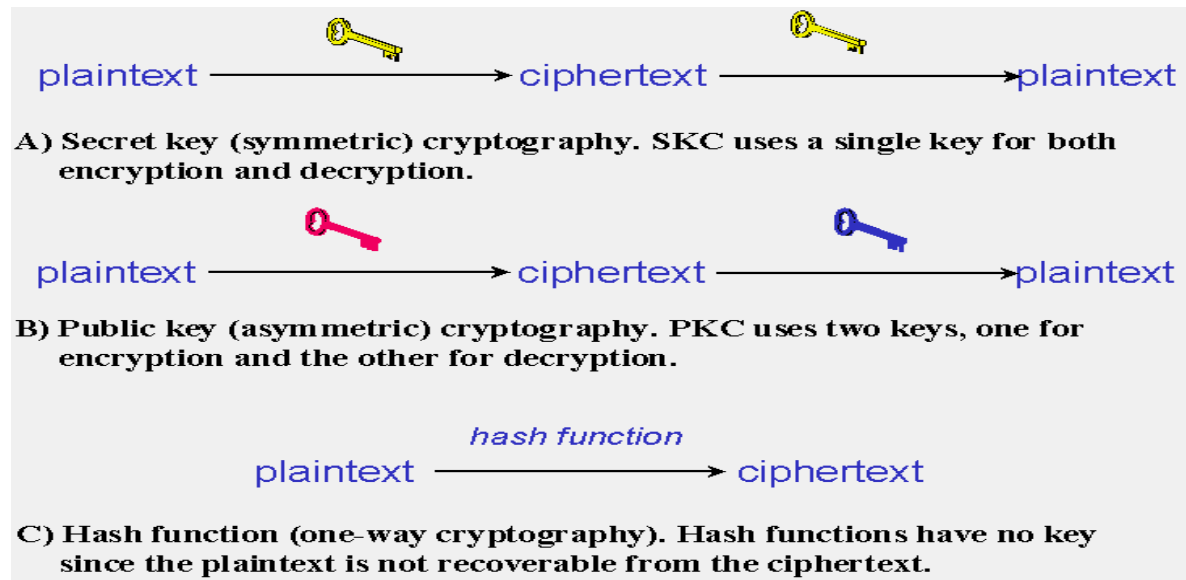 plaintext ciphertext plaintext
A) Secret key (symmetric) cryptography. SKC uses a single key for both
encryption and decryption.
plaintext ciphertext plaintext
B) Public key (asymmetric) cryptography. PKC uses two keys, one for
encryption and the other for decryption.
hash function
plaintext ciphertext
C) Hash function (one-way cryptography). Hash functions have no key
since the plaintext is not recoverable from the ciphertext.